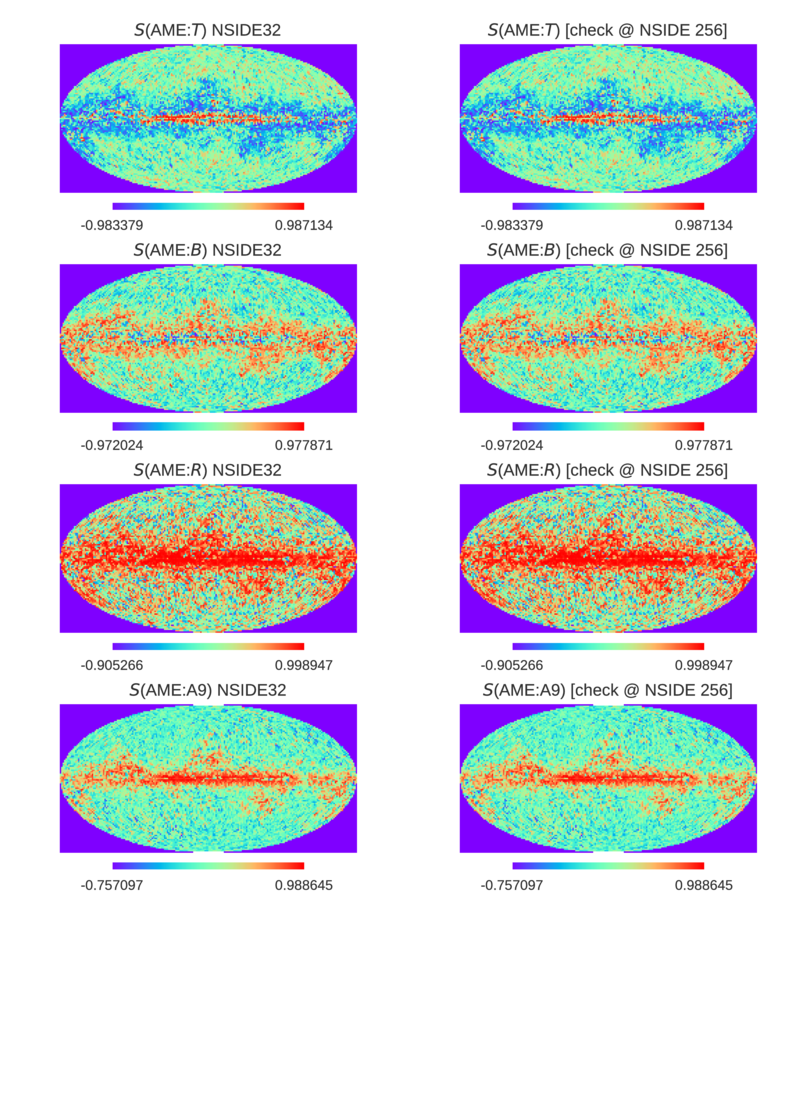 S(AME:T) NSIDE32
S(AME:T) [check @ NSIDE 256]
-0.983379 0.987134
-0.983379 0.987134
S(AME:B) NSIDE32
S(AME:B) [check @ NSIDE 256]
-0.972024 0.977871
-0.972024 0.977871
S(AME:R) NSIDE32
S(AME:R) [check @ NSIDE 256]
-0.905266 0.998947
-0.905266 0.998947
S(AME:A9) NSIDE32
S(AME:A9) [check @ NSIDE 256]
-0.757097 0.988645
-0.757097 0.988645